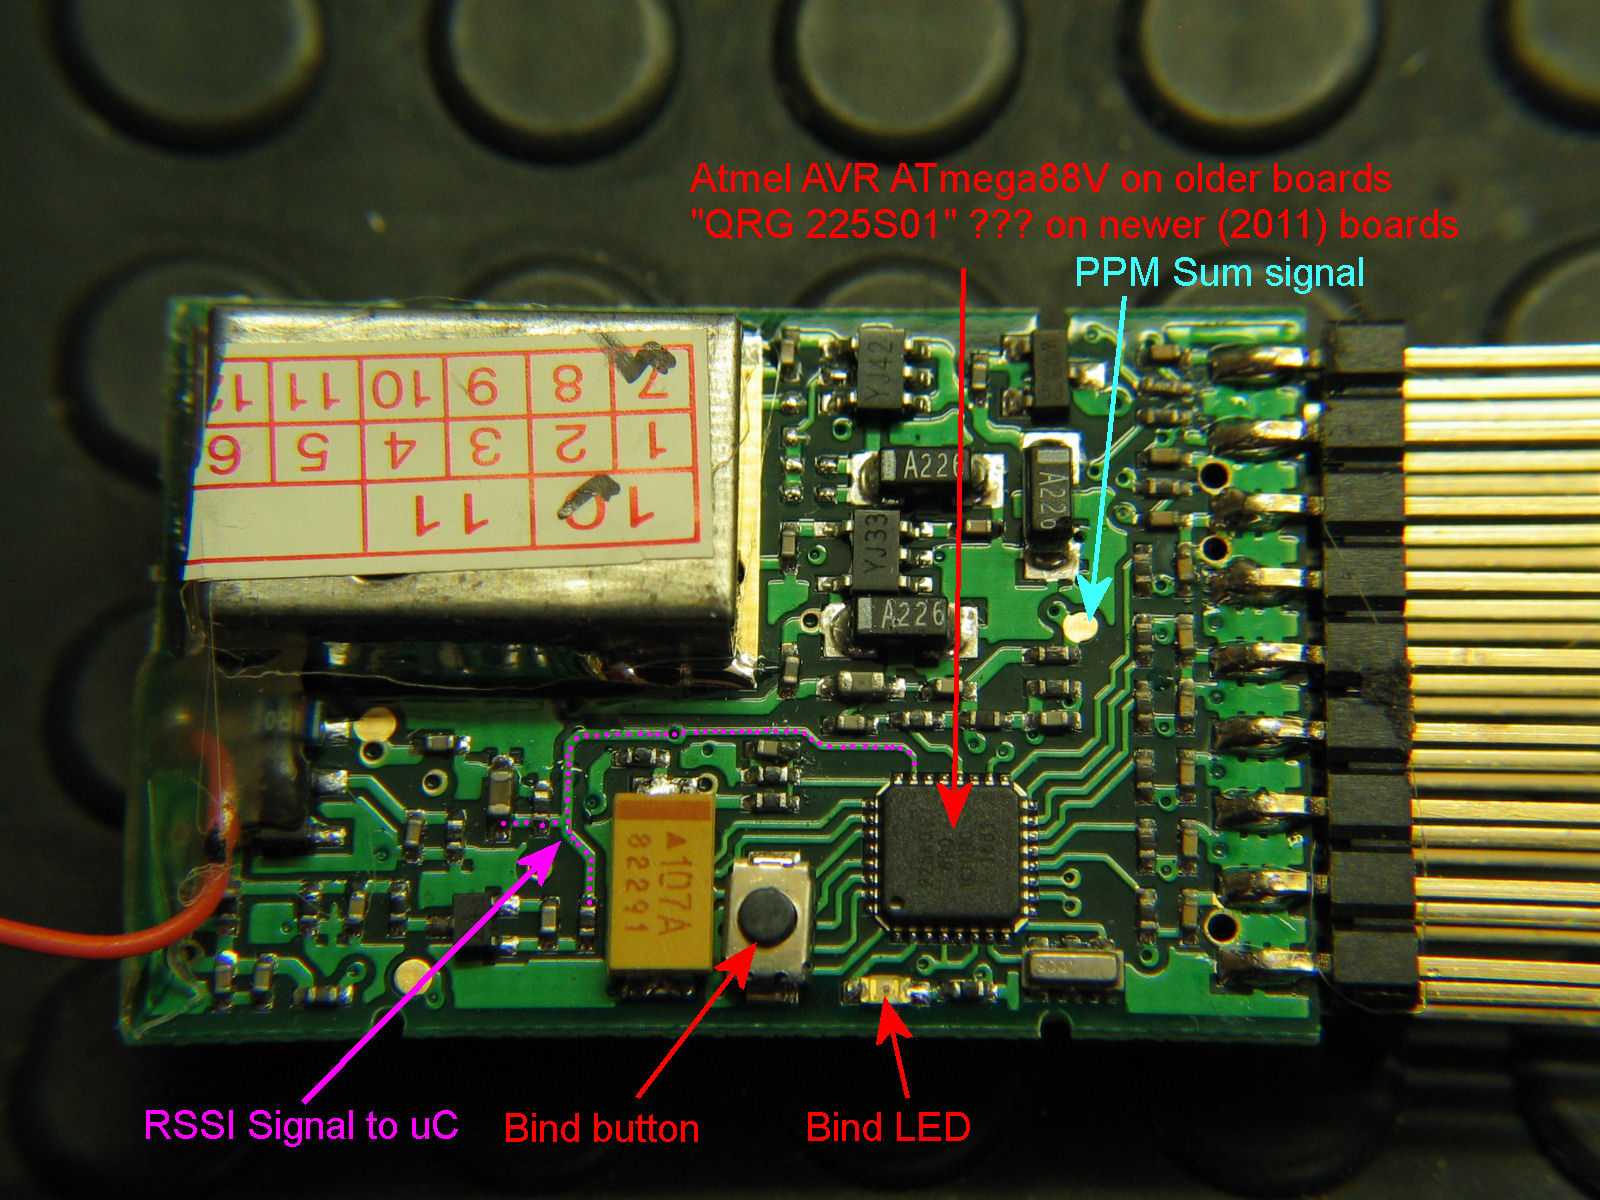 Atmel AVR ATmega88V on older boards
"QRG 225S01" ??? on newer (2011) boards
PPM Sum signal
7 8 9 10 11 12
1 2 3 4 5 6
10 11
YJ42
A226
A226
YJ33
A226
107A
82291
RSSI Signal to uC
Bind button
Bind LED